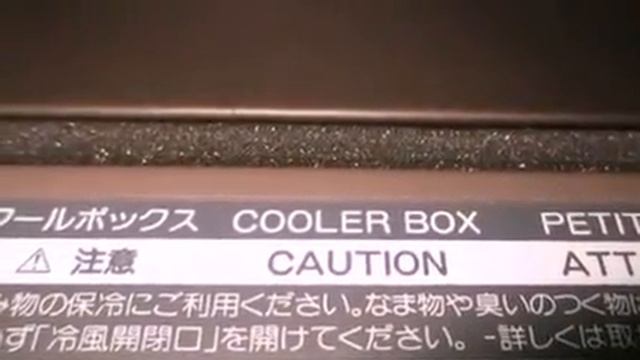 クールボックス COOLER BOX PETIT
⚠ 注意 CAUTION ATT
み物の保冷にご利用ください。なま物や臭いのつく物
ず「冷風開閉口」を開けてください。 -詳しくは取